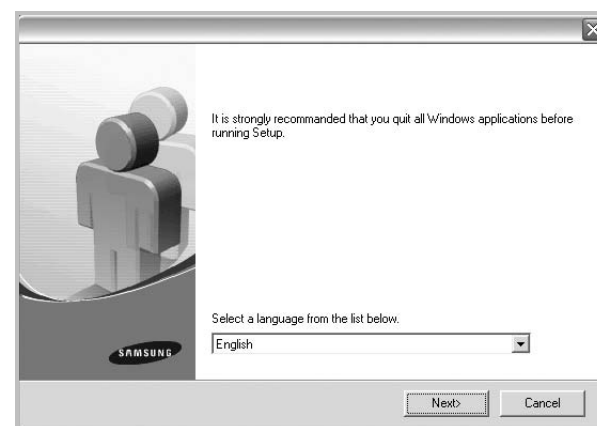 It is strongly recommanded that you quit all Windows applications before
running Setup.
Select a language from the list below.
SAMSUNG
English
Next>
Cancel